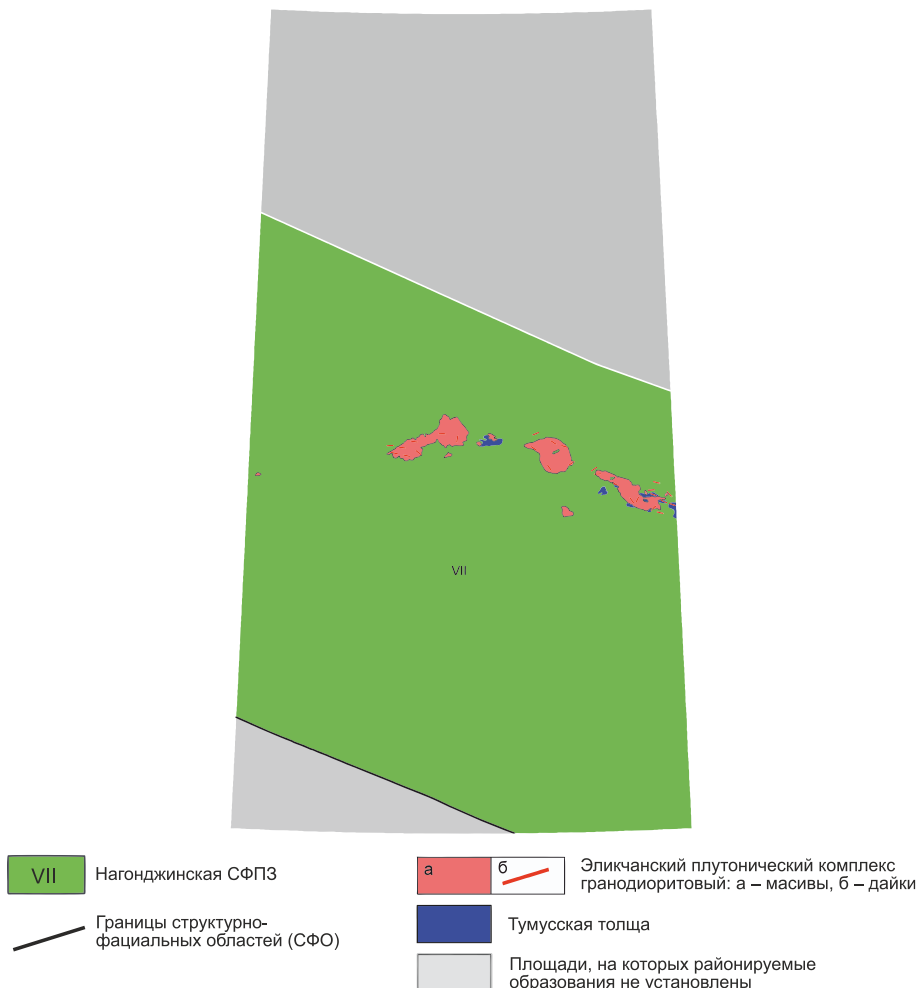 VII
VII
Нагонджинская СФПЗ
Границы структурно-
фациальных областей (СФО)
а
б
Эликчанский плутонический комплекс
гранодиоритовый: а – масивы, б – дайки
Тумусская толща
Площади, на которых районируемые
образования не установлены